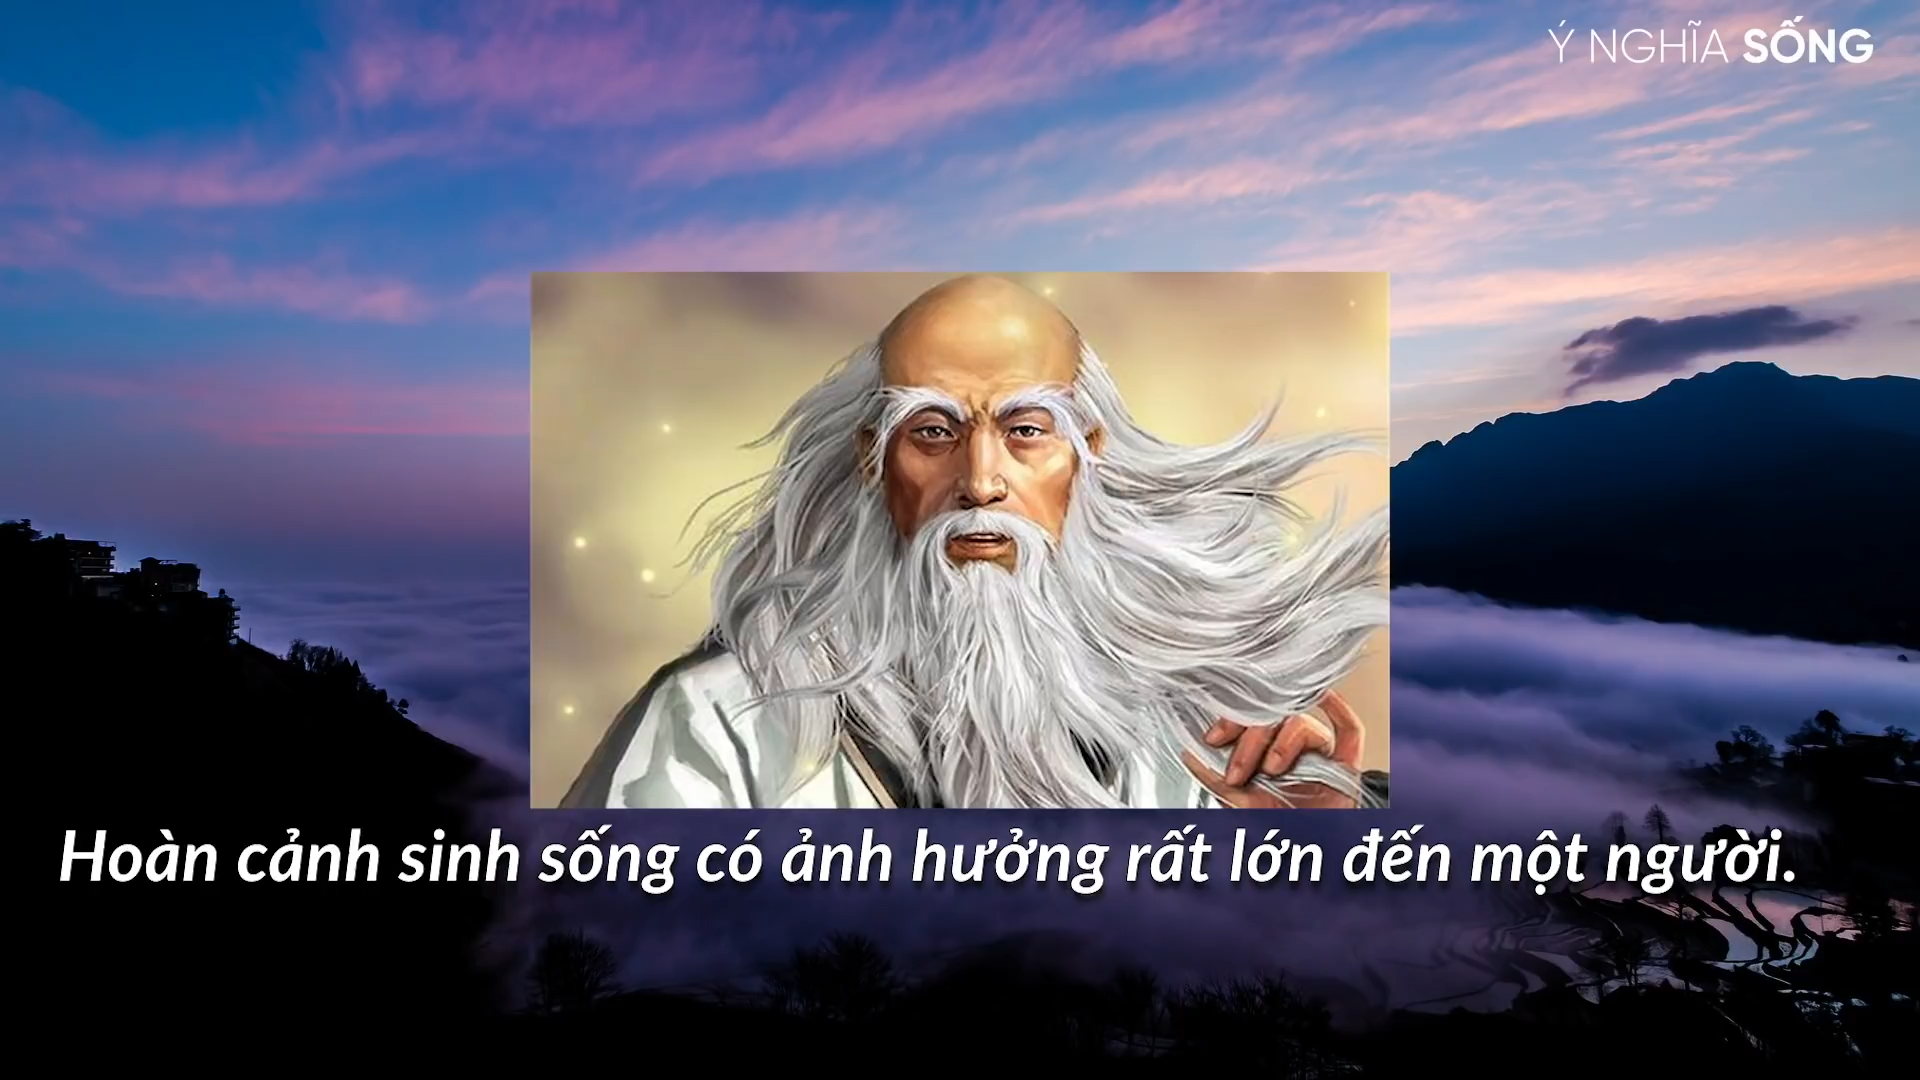 Ý NGHĨA SỐNG
Hoàn cảnh sinh sống có ảnh hưởng rất lớn đến một người.